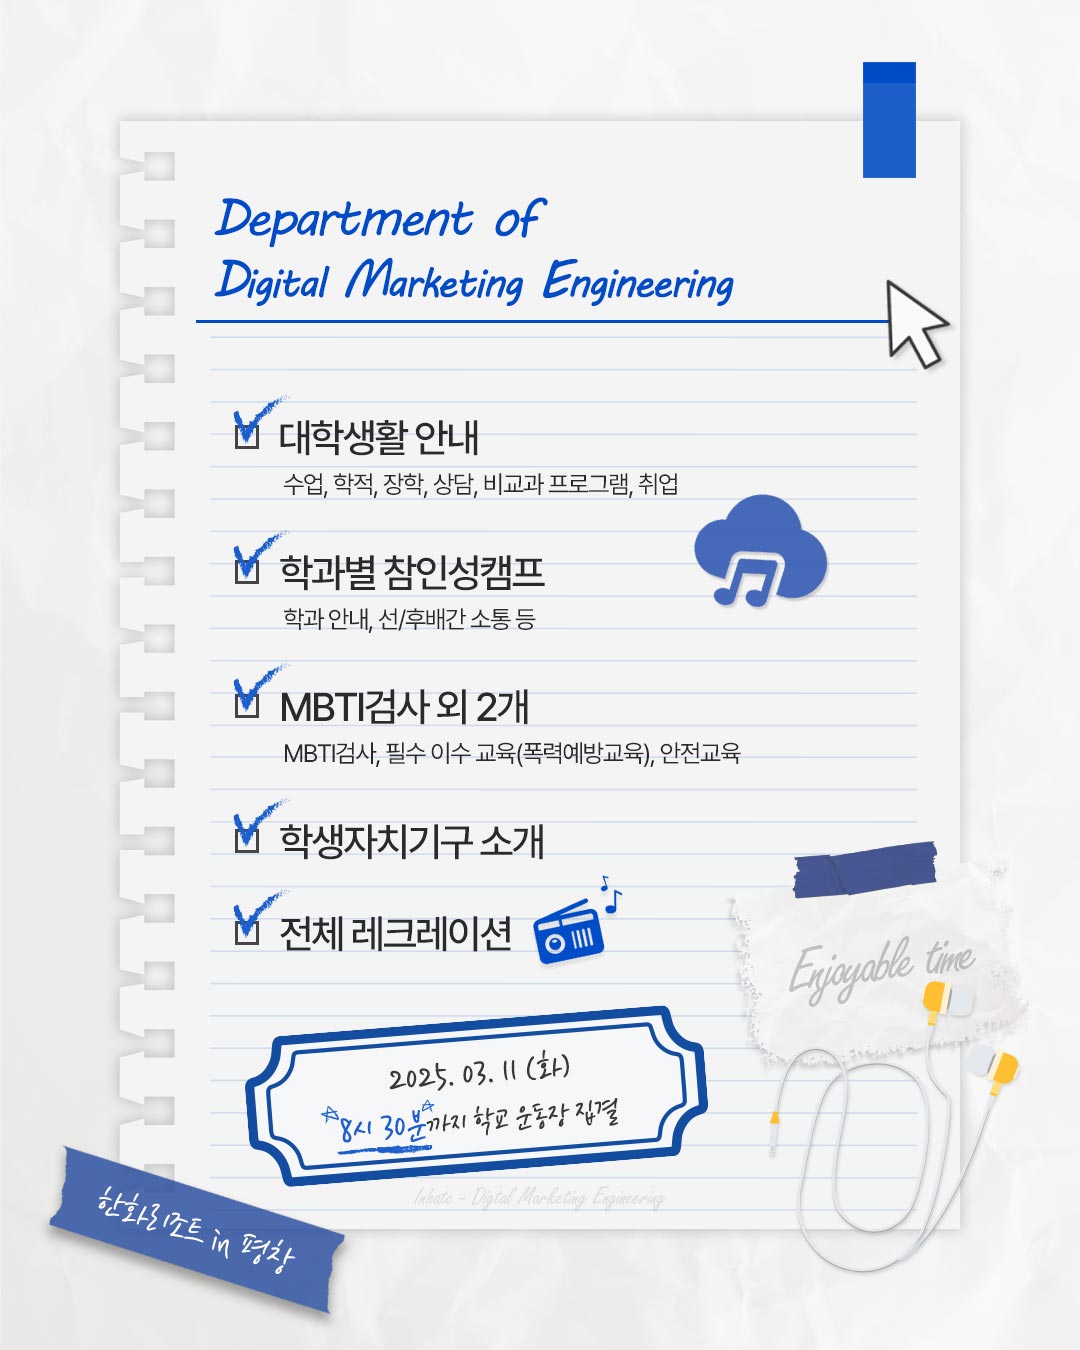 Department of
Digital Marketing Engineering
대학생활 안내
수업, 학적, 장학, 상담, 비교과 프로그램, 취업
학과별 참인성캠프
학과 안내, 선/후배간 소통 등
MBTI검사 외 2개
MBTI검사, 필수 이수 교육(폭력예방교육), 안전교육
학생자치기구 소개
전체 레크레이션
Enjoyable time
2025. 03. 11 (화)
8시 30분까지 학교 운동장 집결
Inhatc - Digtal Marketing Engineering
한화리조트 in 평창